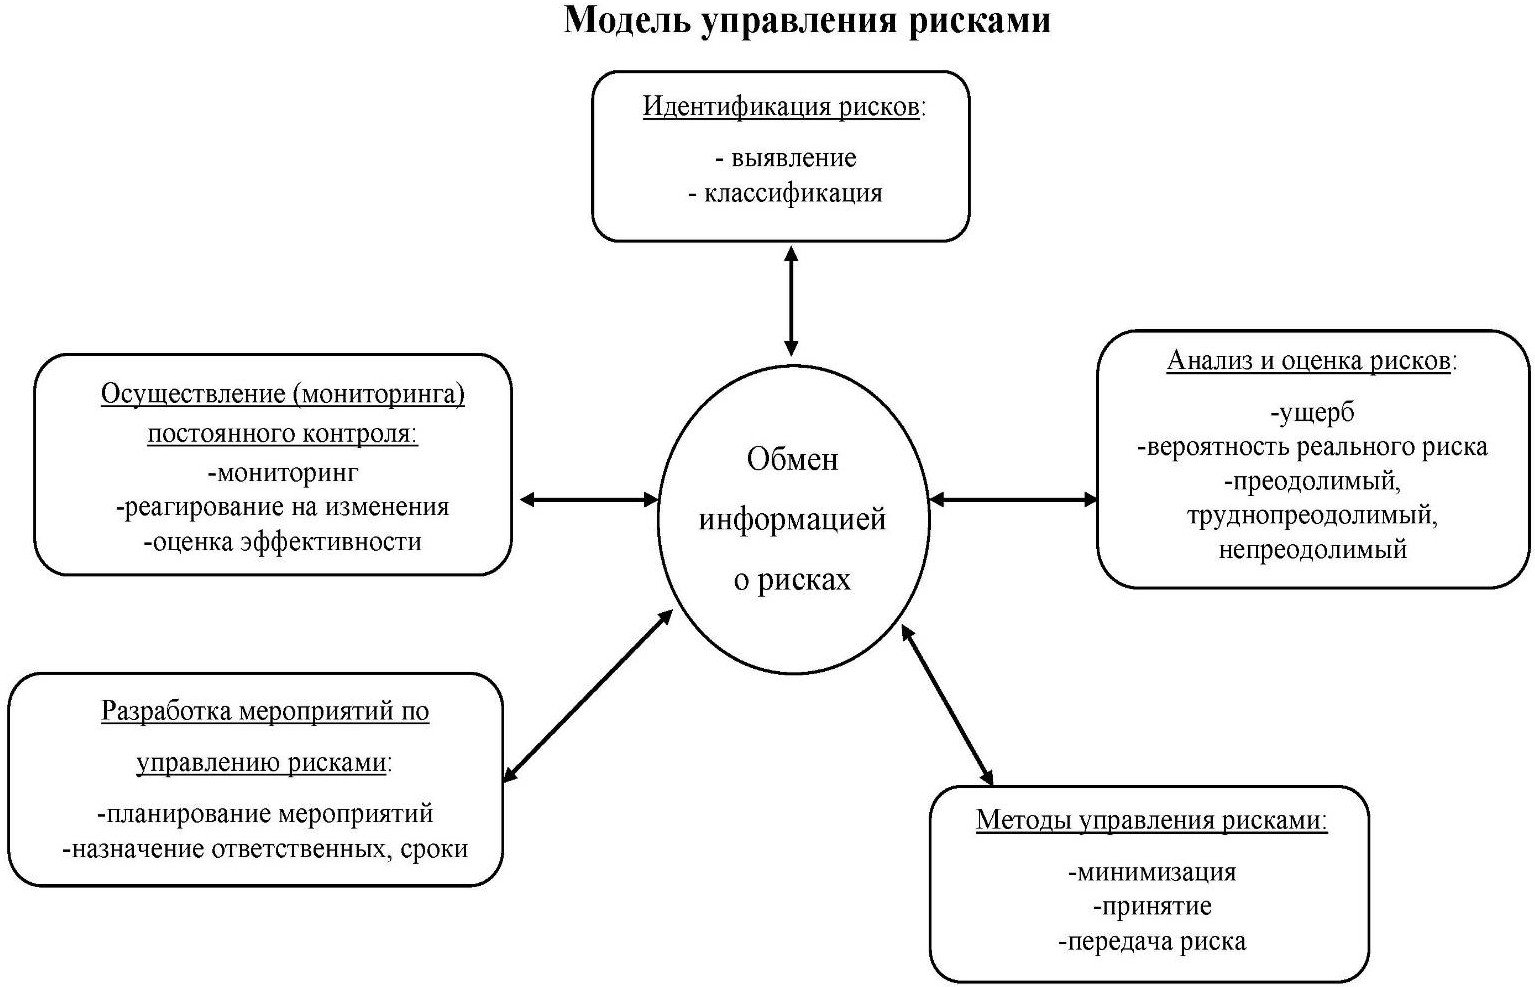 Модель управления рисками
Идентификация рисков:
- выявление
- классификация
Анализ и оценка рисков:
-ущерб
-вероятность реального риска
-преодолимый,
труднопреодолимый,
непреодолимый
Осуществление (мониторинга)
постоянного контроля:
-мониторинг
-реагирование на изменения
-оценка эффективности
Обмен
информацией
о рисках
Разработка мероприятий по
управлению рисками:
-планирование мероприятий
-назначение ответственных, сроки
Методы управления рисками:
-минимизация
-принятие
-передача риска